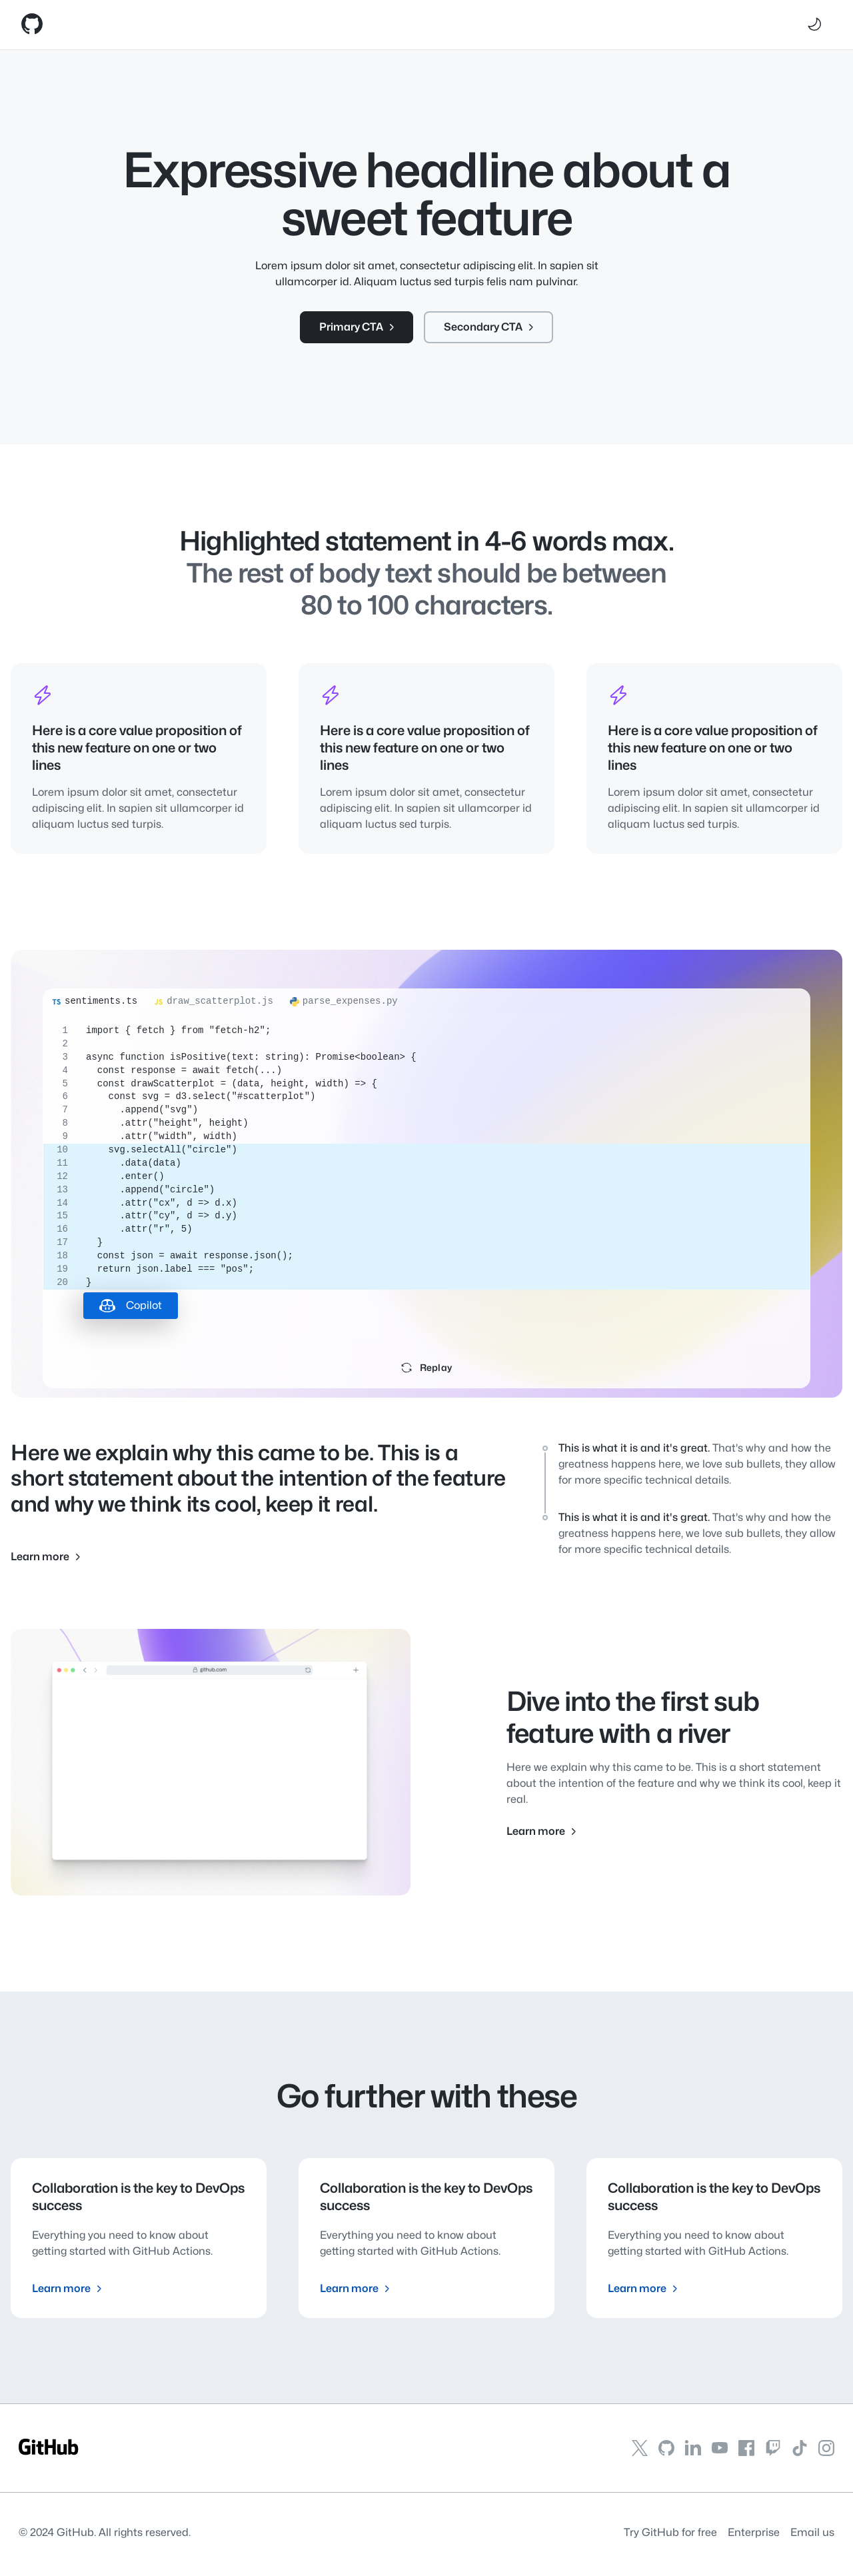 Expressive headline about a
sweet feature
Lorem ipsum dolor sit amet, consectetur adipiscing elit. In sapien sit
ullamcorper id. Aliquam luctus sed turpis felis nam pulvinar.
Primary CTA
Secondary CTA
Highlighted statement in 4-6 words max.
The rest of body text should be between
80 to 100 characters.
Here is a core value proposition of
this new feature on one or two
lines
Lorem ipsum dolor sit amet, consectetur
adipiscing elit. In sapien sit ullamcorper id
aliquam luctus sed turpis.
Here is a core value proposition of
this new feature on one or two
lines
Lorem ipsum dolor sit amet, consectetur
adipiscing elit. In sapien sit ullamcorper id
aliquam luctus sed turpis.
Here is a core value proposition of
this new feature on one or two
lines
Lorem ipsum dolor sit amet, consectetur
adipiscing elit. In sapien sit ullamcorper id
aliquam luctus sed turpis.
TS sentiments.ts JS draw_scatterplot.js parse_expenses.py
1 import { fetch } from "fetch-h2";
2
3 async function isPositive(text: string): Promise<boolean> {
4 const response = await fetch(...)
5 const drawScatterplot = (data, height, width) => {
6 const svg = d3.select("#scatterplot")
7 .append("svg")
8 .attr("height", height)
9 .attr("width", width)
10 svg.selectAll("circle")
11 .data(data)
12 .enter()
13 .append("circle")
14 .attr("cx", d => d.x)
15 .attr("cy", d => d.y)
16 .attr("r", 5)
17 }
18 const json = await response.json();
19 return json.label === "pos";
20 }
Copilot
Replay
Here we explain why this came to be. This is a
short statement about the intention of the feature
and why we think its cool, keep it real.
Learn more
This is what it is and it's great. That's why and how the
greatness happens here, we love sub bullets, they allow
for more specific technical details.
This is what it is and it's great. That's why and how the
greatness happens here, we love sub bullets, they allow
for more specific technical details.
github.com
Dive into the first sub
feature with a river
Here we explain why this came to be. This is a short statement
about the intention of the feature and why we think its cool, keep it
real.
Learn more
Go further with these
Collaboration is the key to DevOps
success
Everything you need to know about
getting started with GitHub Actions.
Learn more
Collaboration is the key to DevOps
success
Everything you need to know about
getting started with GitHub Actions.
Learn more
Collaboration is the key to DevOps
success
Everything you need to know about
getting started with GitHub Actions.
Learn more
GitHub
© 2024 GitHub. All rights reserved.
Try GitHub for free Enterprise Email us